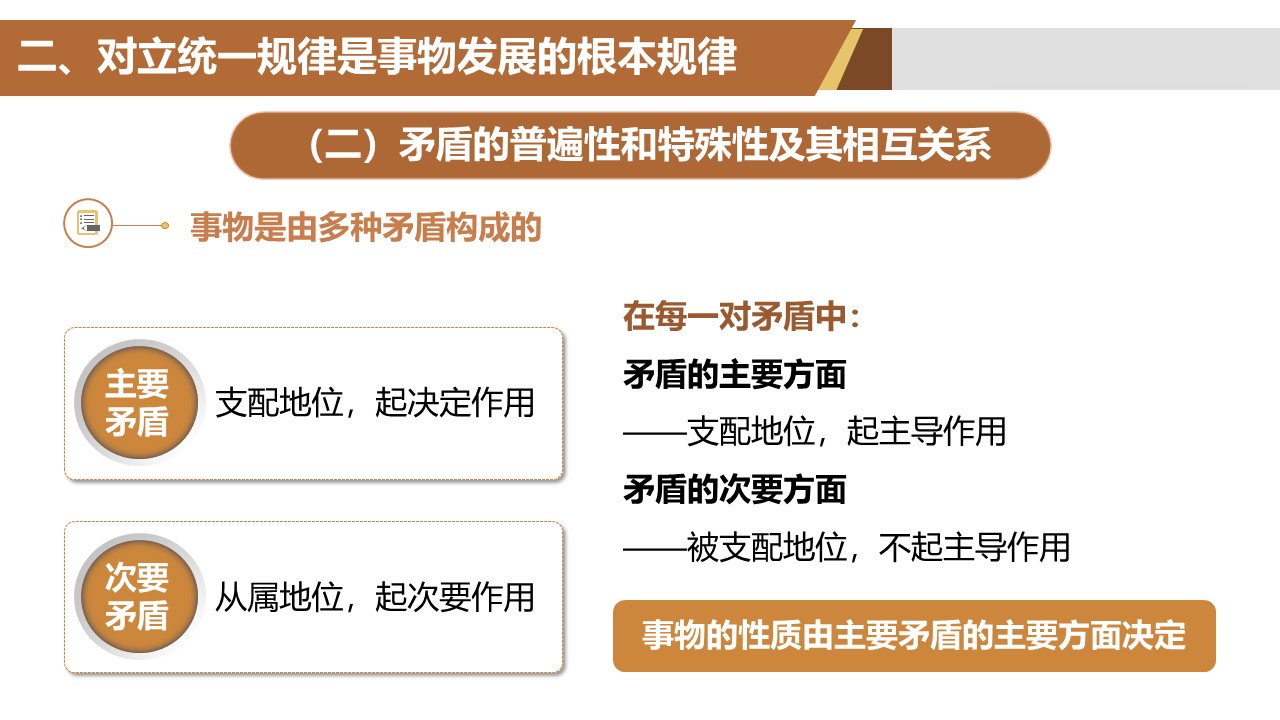 二、对立统一规律是事物发展的根本规律
（二）矛盾的普遍性和特殊性及其相互关系
事物是由多种矛盾构成的
主要
矛盾
支配地位，起决定作用
次要
矛盾
从属地位，起次要作用
在每一对矛盾中：
矛盾的主要方面
——支配地位，起主导作用
矛盾的次要方面
——被支配地位，不起主导作用
事物的性质由主要矛盾的主要方面决定